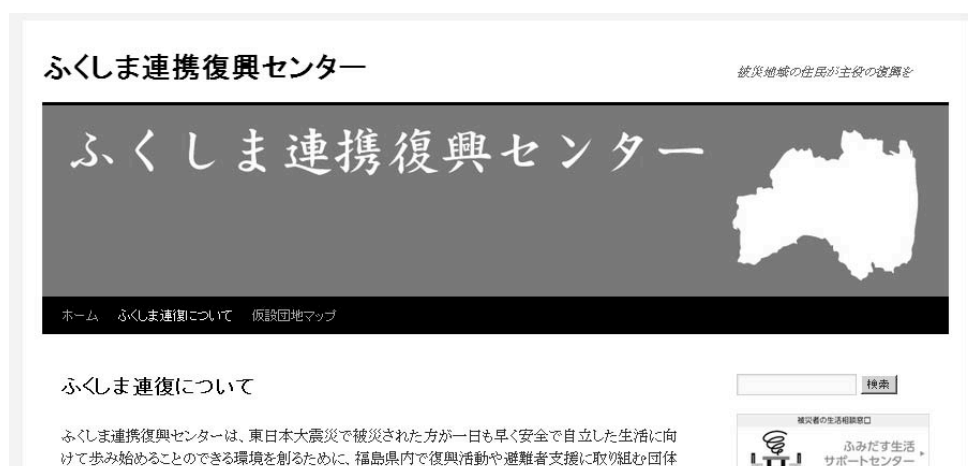 ふくしま連携復興センター
被災地域の住民が主役の復興を
ふくしま連携復興センター
ホーム ふくしま連復について 仮設団地マップ
ふくしま連復について
検索
被災者の生活相談窓口
ふくしま連携復興センターは、東日本大震災で被災された方が一日も早く安全で自立した生活に向
けて歩み始めることのできる環境を創るために、福島県内で復興活動や避難者支援に取り組む団体
ふみだす生活
サポートセンター